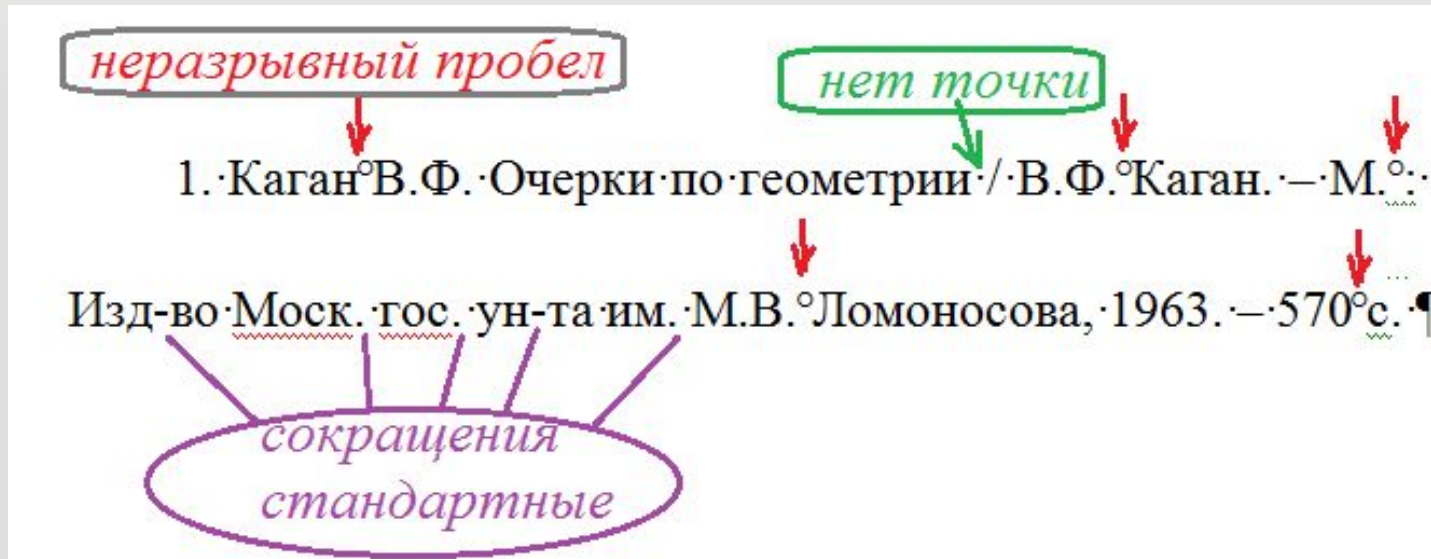 неразрывный пробел
нет точки
1.·Каган°В.Ф.·Очерки·по·геометрии·/·В.Ф.°Каган.·–·М.°:·
Изд-во·Моск.·гос.·ун-та·им.·М.В.°Ломоносова,·1963.·–·570°с.·¶
сокращения
стандартные